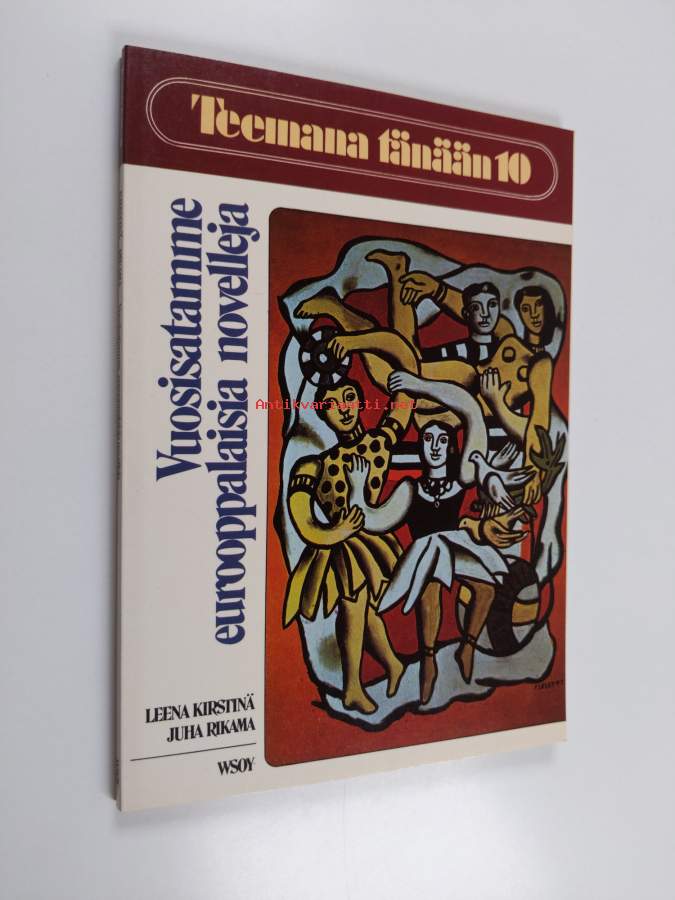 Teemana tänään 10
Vuosisatamme
eurooppalaisia novelleja
Antikvariaatti.net
LEENA KIRSTINÄ
JUHA RIKAMA
WSOY